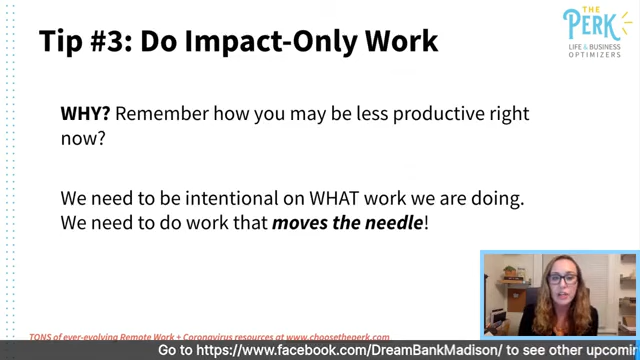 Tip #3: Do Impact-Only Work
THE
PERK
LIFE & BUSINESS
OPTIMIZERS
WHY? Remember how you may be less productive right
now?
We need to be intentional on WHAT work we are doing.
We need to do work that moves the needle!
TONS of ever-evolving Remote Work + Coronavirus resources at www.choosetheperk.com
Go to https://www.facebook.com/DreamBankMadison/ to see other upcomin